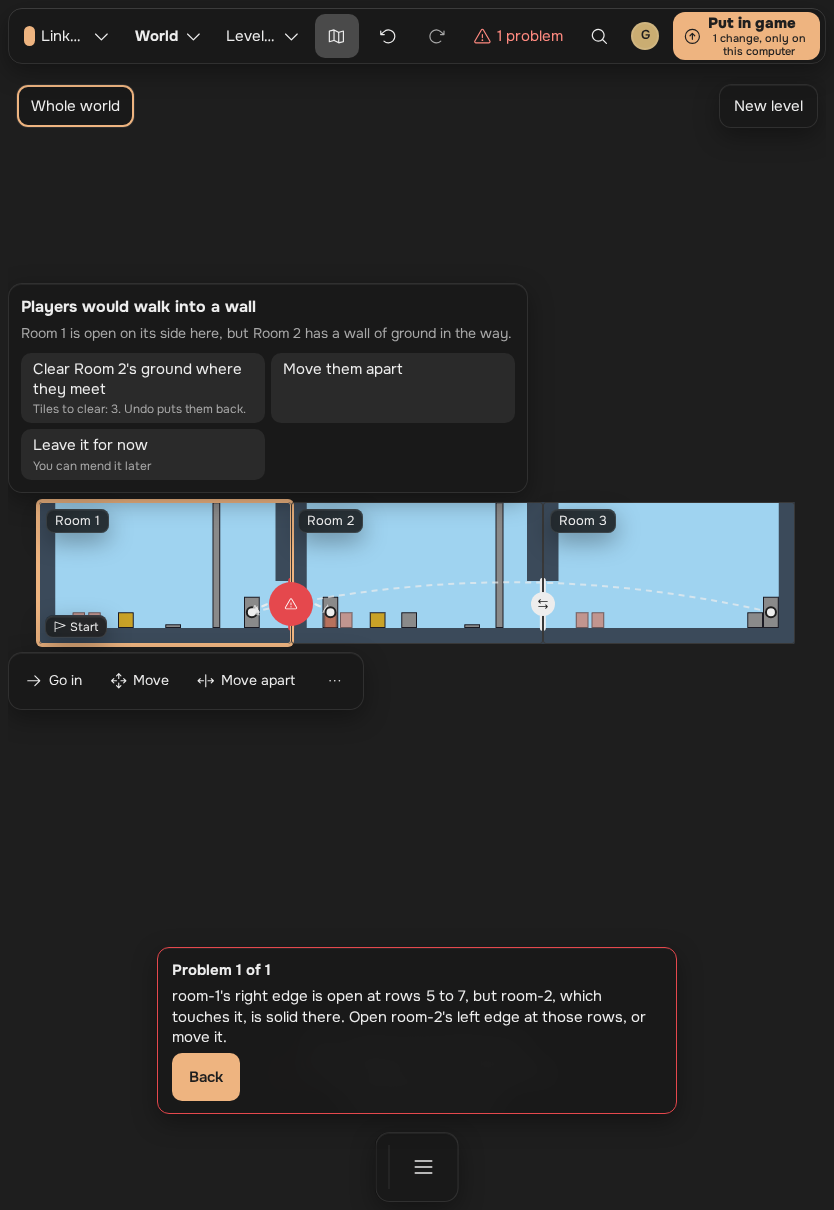 Link...
World
Level...
1 problem
G
Put in game
1 change, only on
this computer
Whole world
New level
Players would walk into a wall
Room 1 is open on its side here, but Room 2 has a wall of ground in the way.
Clear Room 2's ground where
they meet
Tiles to clear: 3. Undo puts them back.
Move them apart
Leave it for now
You can mend it later
Room 1
Room 2
Room 3
Start
Go in
Move
Move apart
...
Problem 1 of 1
room-1's right edge is open at rows 5 to 7, but room-2, which
touches it, is solid there. Open room-2's left edge at those rows, or
move it.
Back